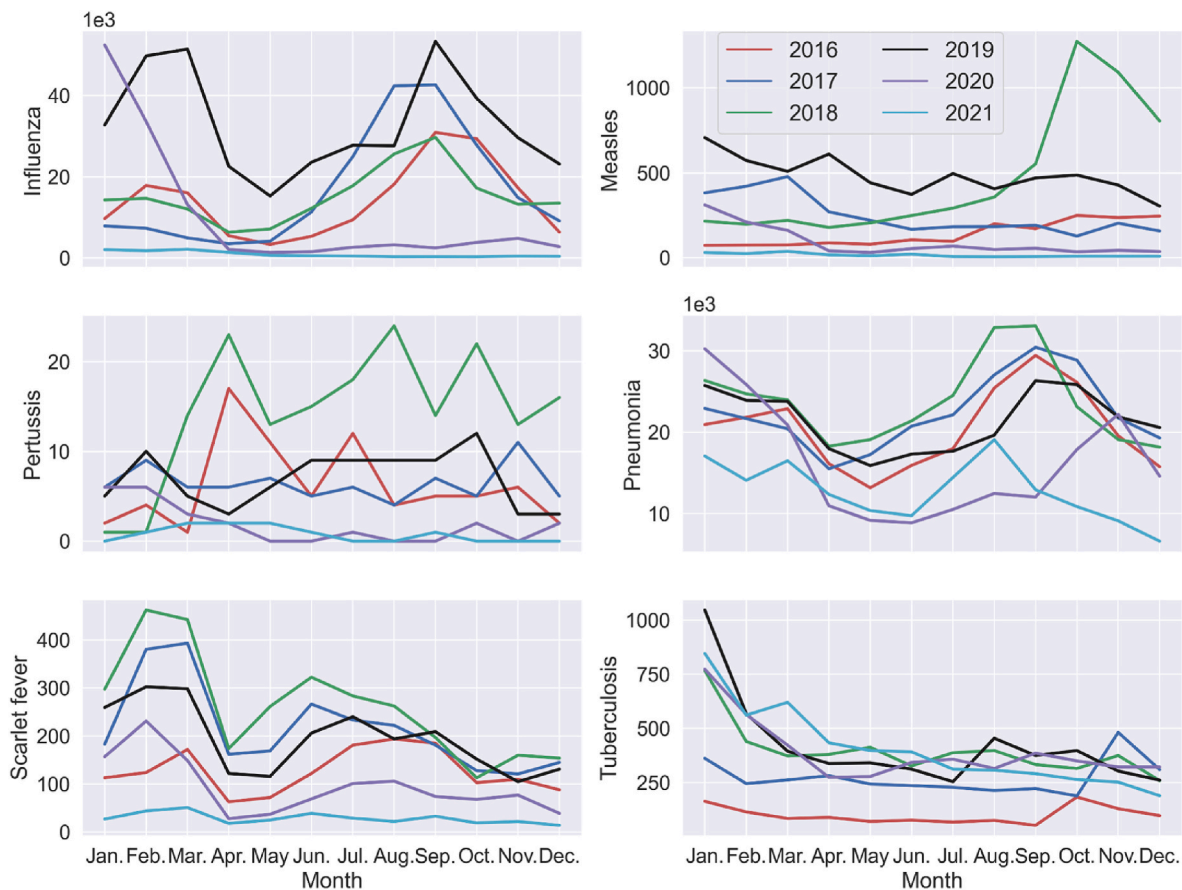 1e3
Influenza
40
20
0
Measles
1000
500
0
2016 2019
2017 2020
2018 2021
Pertussis
20
10
0
1e3
Pneumonia
30
20
10
Scarlet fever
400
300
200
100
0
Jan. Feb. Mar. Apr. May Jun. Jul. Aug. Sep. Oct. Nov. Dec.
Month
Tuberculosis
1000
750
500
250
Jan. Feb. Mar. Apr. May Jun. Jul. Aug. Sep. Oct. Nov. Dec.
Month